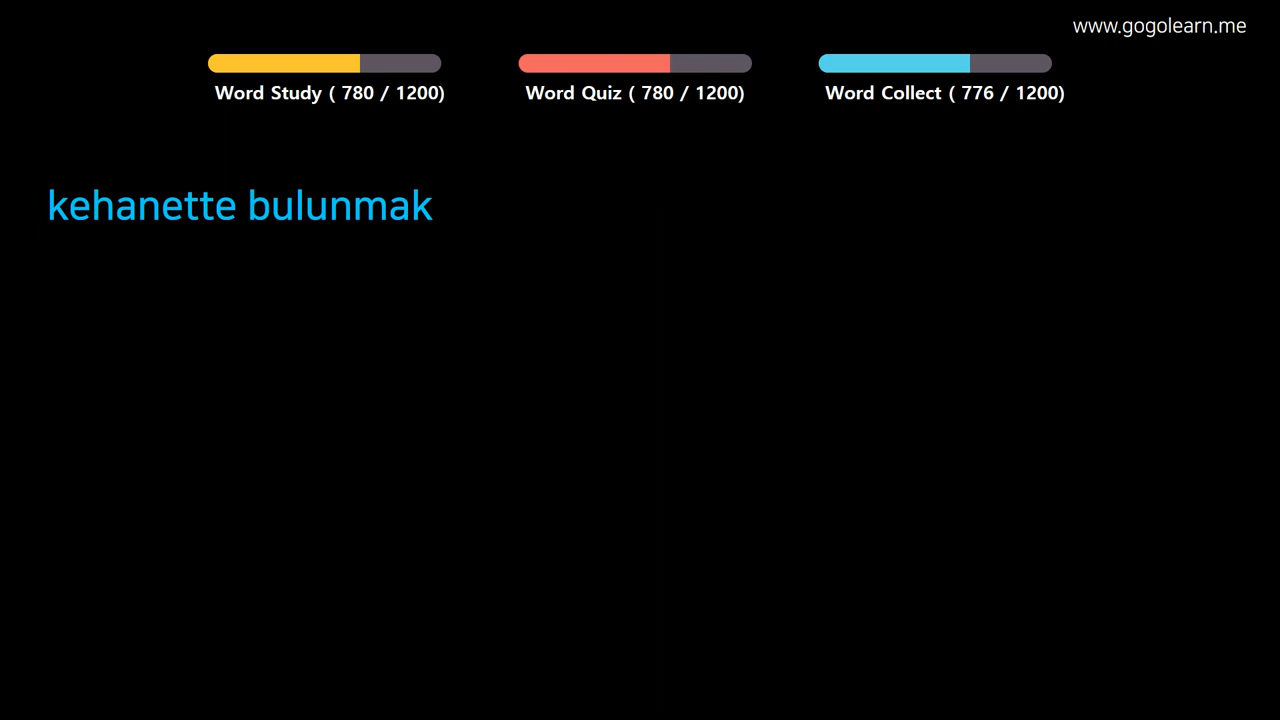 www.gogolearn.me
Word Study ( 780 / 1200)
Word Quiz ( 780 / 1200)
Word Collect ( 776 / 1200)
kehanette bulunmak